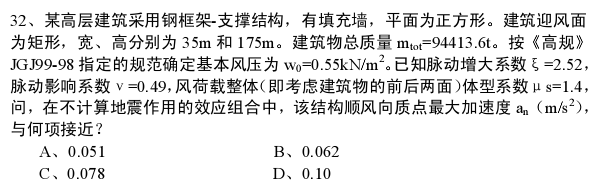 32、某高层建筑采用钢框架-支撑结构，有填充墙，平面为正方形。建筑迎风面
为矩形，宽、高分别为 35m 和 175m。建筑物总质量 mtot=94413.6t。按《高规》
JGJ99-98 指定的规范确定基本风压为 w0=0.55kN/m²。已知脉动增大系数 ξ=2.52，
脉动影响系数 ν=0.49，风荷载整体（即考虑建筑物的前后两面）体型系数 μs=1.4，
问，在不计算地震作用的效应组合中，该结构顺风向质点最大加速度 an（m/s²），
与何项接近？
A、0.051 B、0.062
C、0.078 D、0.10